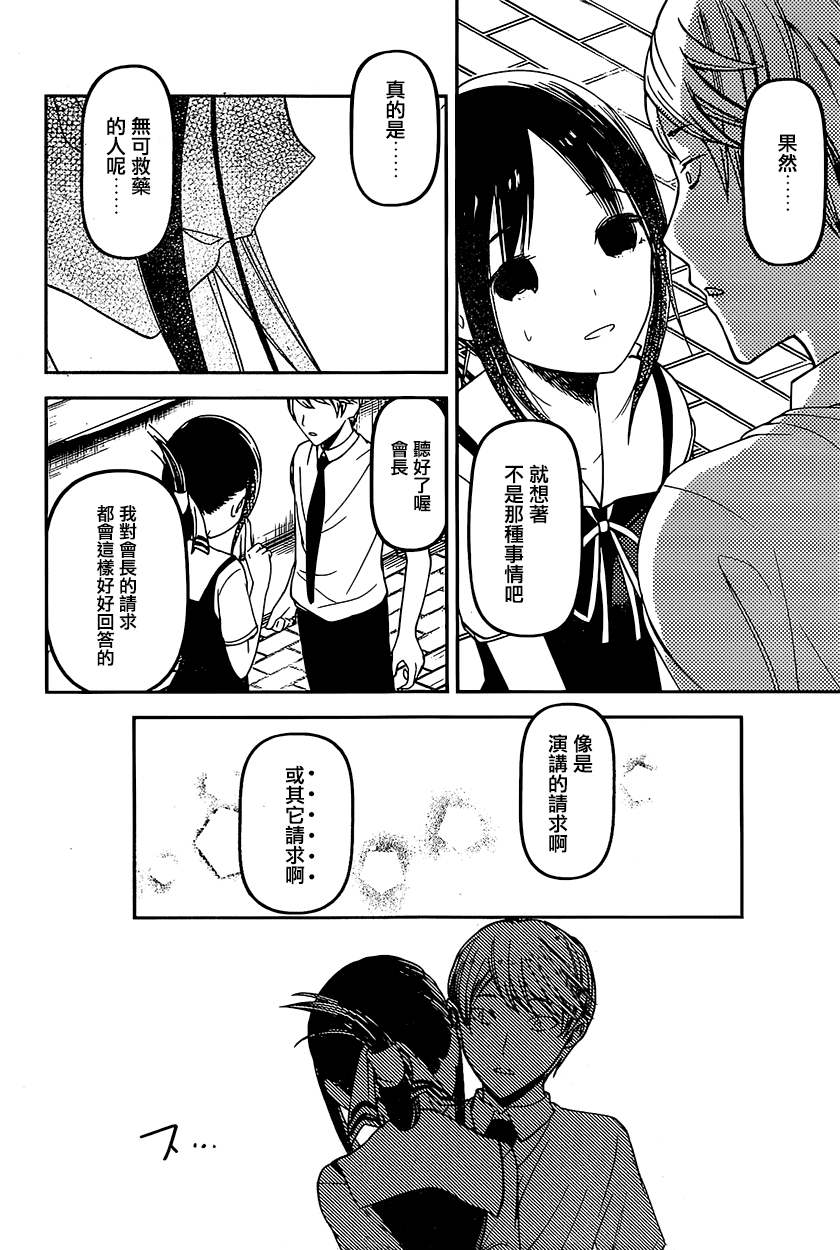 果然……
就想著
不是那種事情吧
真的是……
無可救藥
的人呢……
聽好了喔
會長
我對會長的請求
都會這樣好好回答的
像是
演講的請求啊
或其它請求啊
ス…